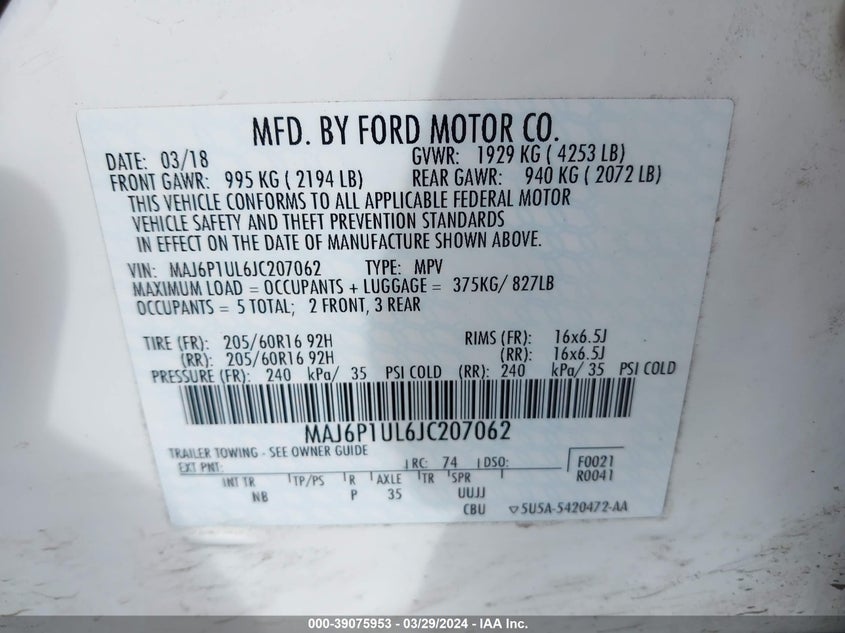 MFD. BY FORD MOTOR CO.
DATE: 03/18 GVWR: 1929 KG ( 4253 LB)
FRONT GAWR: 995 KG ( 2194 LB) REAR GAWR: 940 KG ( 2072 LB)
THIS VEHICLE CONFORMS TO ALL APPLICABLE FEDERAL MOTOR
VEHICLE SAFETY AND THEFT PREVENTION STANDARDS
IN EFFECT ON THE DATE OF MANUFACTURE SHOWN ABOVE.
VIN: MAJ6P1UL6JC207062 TYPE: MPV
MAXIMUM LOAD = OCCUPANTS + LUGGAGE = 375KG/ 827LB
OCCUPANTS = 5 TOTAL; 2 FRONT, 3 REAR
TIRE (FR): 205/60R16 92H RIMS (FR): 16x6.5J
(RR): 205/60R16 92H (RR): 16x6.5J
PRESSURE (FR): 240 kPa/ 35 PSI COLD (RR): 240 kPa/ 35 PSI COLD
MAJ6P1UL6JC207062
TRAILER TOWING - SEE OWNER GUIDE
EXT PNT: RC: 74 DSO: F0021
R0041
INT TR TP/PS R AXLE TR SPR
NB P 35 UUJJ
CBU 5U5A-5420472-AA
000-39075953 - 03/29/2024 - IAA Inc.